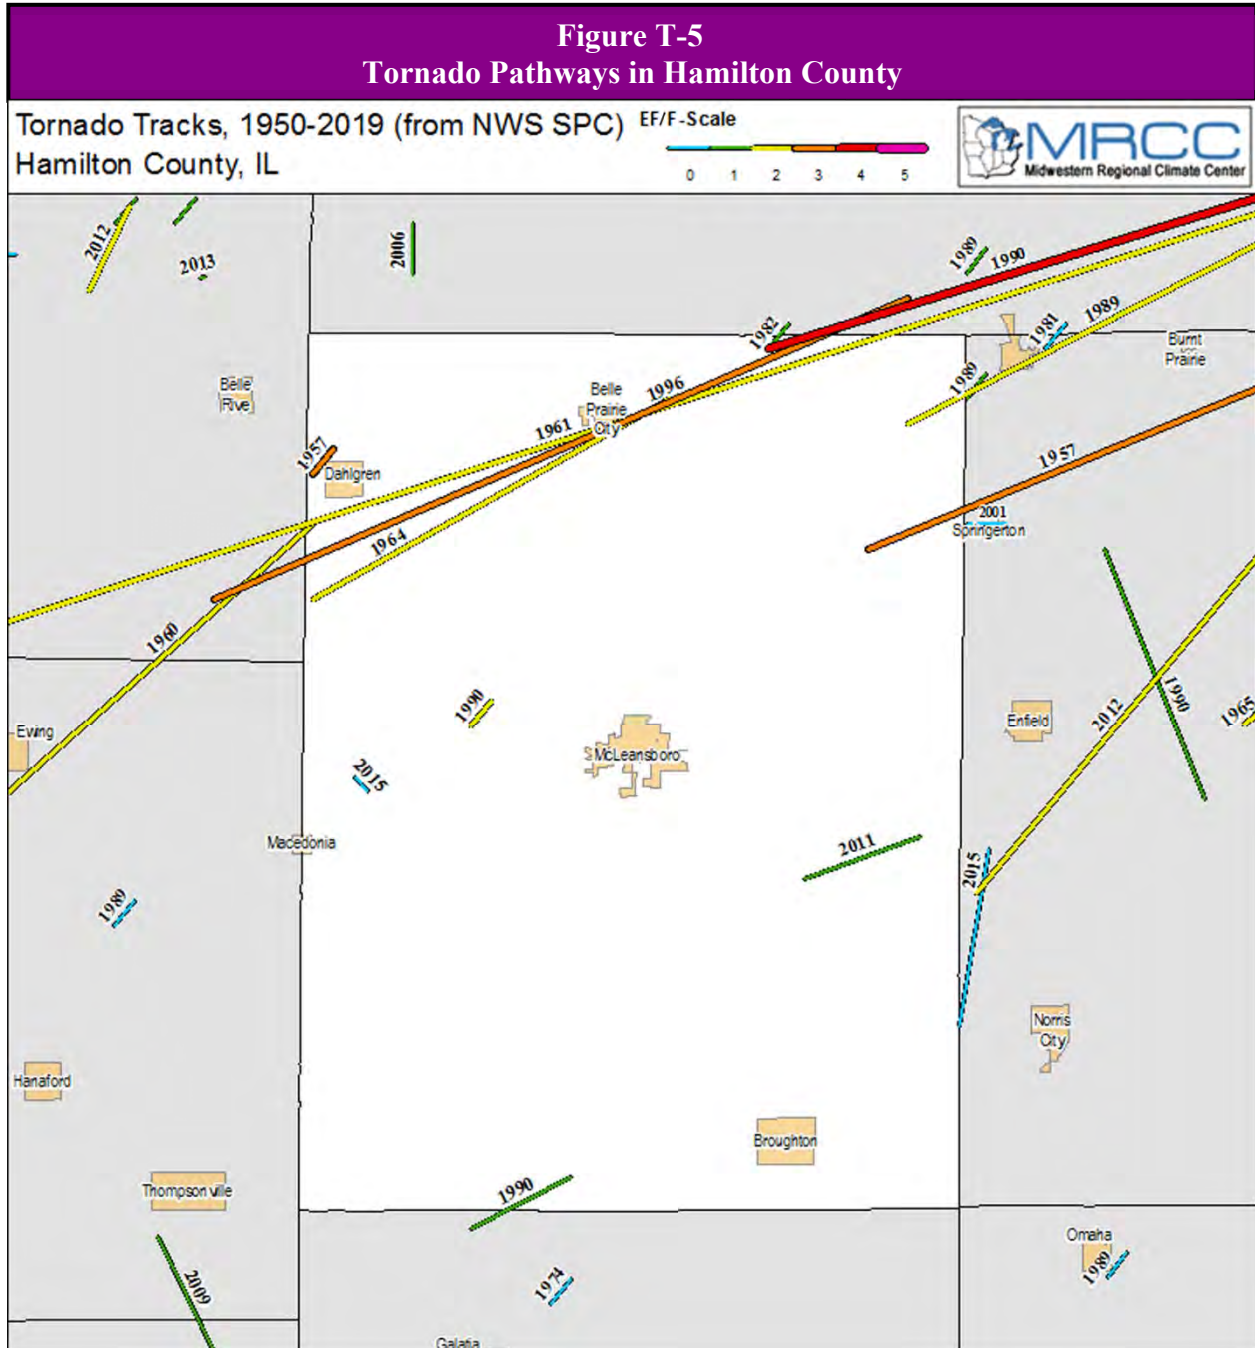 Figure T-5
Tornado Pathways in Hamilton County
Tornado Tracks, 1950-2019 (from NWS SPC)
Hamilton County, IL
EF/F-Scale
0 1 2 3 4 5
MRCC
Midwestern Regional Climate Center
2012
2013
2006
1989
1990
1982
1981
1989
Burnt
Prairie
Belle
Rive
Belle
Prairie
City
1996
1989
1961
1957
Dahlgren
1957
1964
2001
Springerton
1960
1990
Ewing
McLeansboro
Enfield
2012
1990
1965
2015
Macedonia
2011
2015
1989
Norris
City
Hanaford
Broughton
Thompsonville
1990
Omaha
1989
2009
1974
Galatia